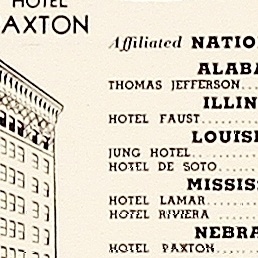 HOTEL
AXTON
Affiliated NATIO
ALABA
THOMAS JEFFERSON......
ILLIN
HOTEL FAUST......
LOUISI
JUNG HOTEL......
HOTEL DE SOTO......
MISSIS
HOTEL LAMAR......
HOTEL RIVIERA......
NEBRA
HOTEL PAXTON......